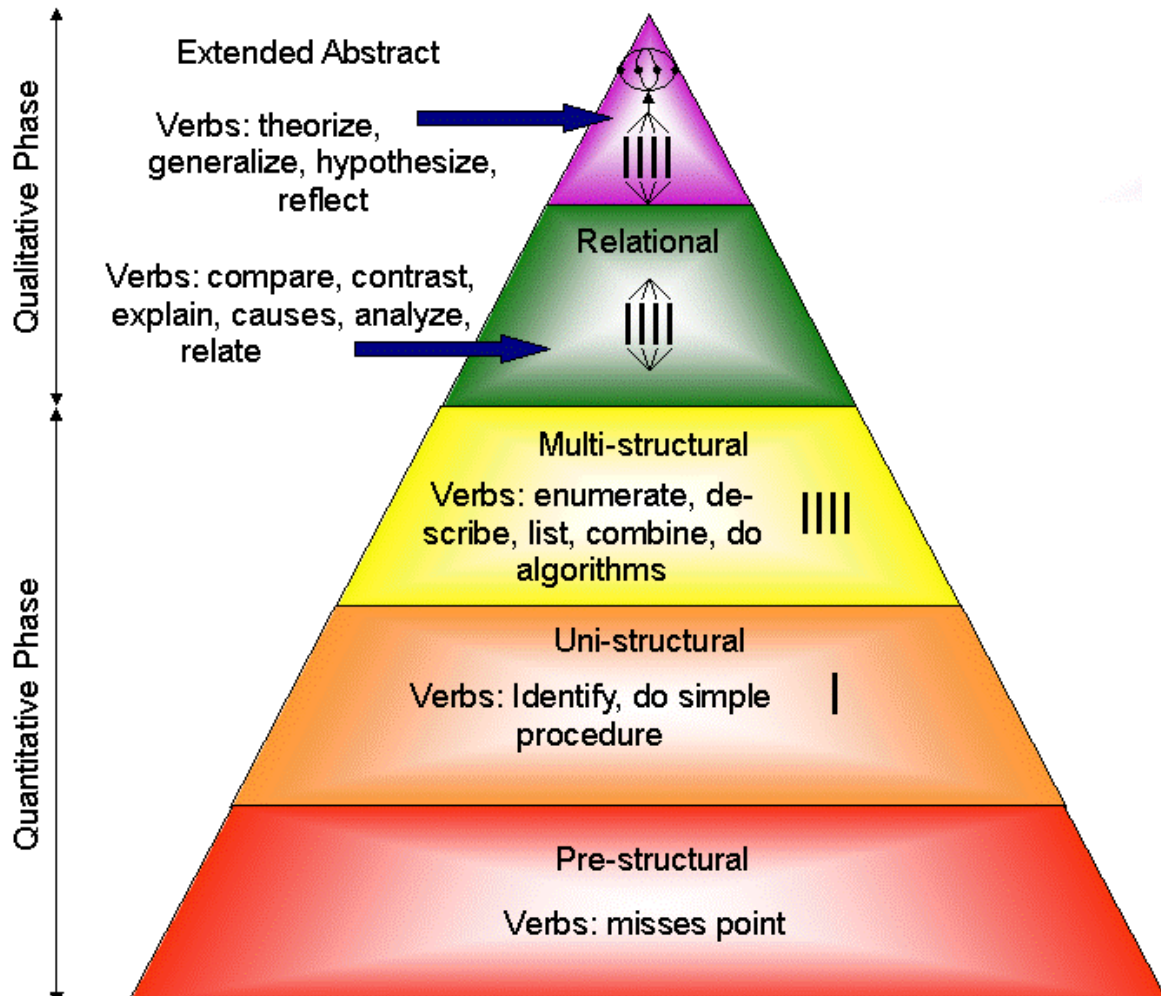 Qualitative Phase
Extended Abstract
Verbs: theorize,
generalize, hypothesize,
reflect
Relational
Verbs: compare, contrast,
explain, causes, analyze,
relate
Quantitative Phase
Multi-structural
Verbs: enumerate, de-
scribe, list, combine, do
algorithms
Uni-structural
Verbs: Identify, do simple
procedure
Pre-structural
Verbs: misses point